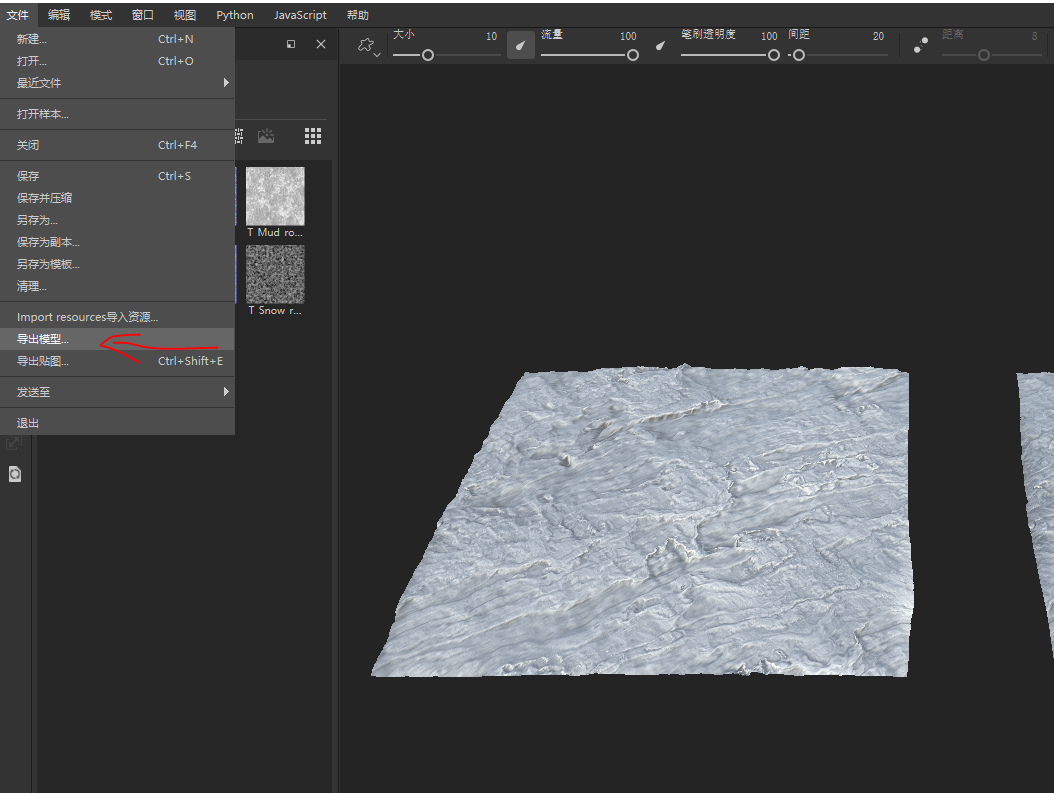 文件 编辑 模式 窗口 视图 Python JavaScript 帮助
新建... Ctrl+N
打开... Ctrl+O
最近文件
打开样本...
关闭 Ctrl+F4
保存 Ctrl+S
保存并压缩
另存为...
保存为副本...
另存为模板...
清理...
Import resources导入资源...
导出模型...
导出贴图... Ctrl+Shift+E
发送至
退出
大小 10 流量 100 笔刷透明度 100 间距 20 距离 8
T Mud ro...
T Snow r...